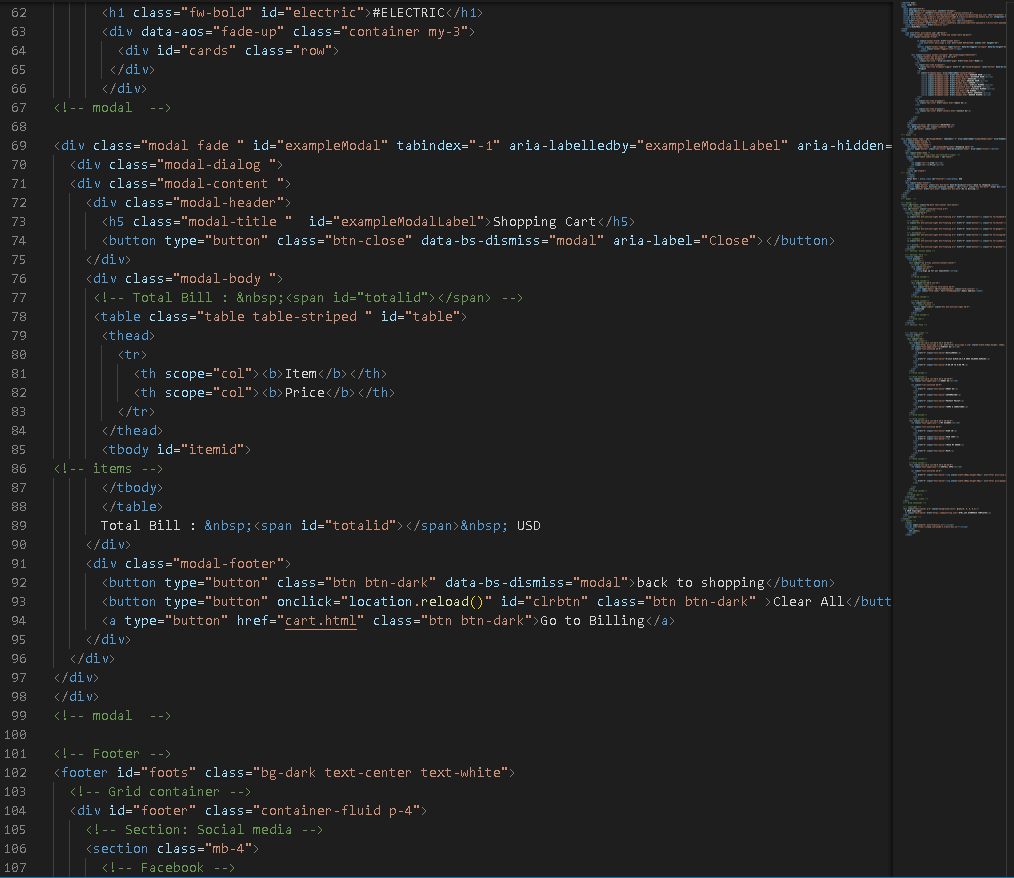 62 <h1 class="fw-bold" id="electric">#ELECTRIC</h1>
63 <div data-aos="fade-up" class="container my-3">
64 <div id="cards" class="row">
65 </div>
66 </div>
67 <!-- modal  -->
68
69 <div class="modal fade " id="exampleModal" tabindex="-1" aria-labelledby="exampleModalLabel" aria-hidden=
70 <div class="modal-dialog ">
71 <div class="modal-content ">
72 <div class="modal-header">
73 <h5 class="modal-title "  id="exampleModalLabel">Shopping Cart</h5>
74 <button type="button" class="btn-close" data-bs-dismiss="modal" aria-label="Close"></button>
75 </div>
76 <div class="modal-body ">
77 <!-- Total Bill : &nbsp;<span id="totalid"></span> -->
78 <table class="table table-striped " id="table">
79 <thead>
80 <tr>
81 <th scope="col"><b>Item</b></th>
82 <th scope="col"><b>Price</b></th>
83 </tr>
84 </thead>
85 <tbody id="itemid">
86 <!-- items -->
87 </tbody>
88 </table>
89 Total Bill : &nbsp;<span id="totalid"></span>&nbsp; USD
90 </div>
91 <div class="modal-footer">
92 <button type="button" class="btn btn-dark" data-bs-dismiss="modal">back to shopping</button>
93 <button type="button" onclick="location.reload()" id="clrbtn" class="btn btn-dark" >Clear All</butt
94 <a type="button" href="cart.html" class="btn btn-dark">Go to Billing</a>
95 </div>
96 </div>
97 </div>
98 </div>
99 <!-- modal  -->
100
101 <!-- Footer -->
102 <footer id="foots" class="bg-dark text-center text-white">
103 <!-- Grid container -->
104 <div id="footer" class="container-fluid p-4">
105 <!-- Section: Social media -->
106 <section class="mb-4">
107 <!-- Facebook -->